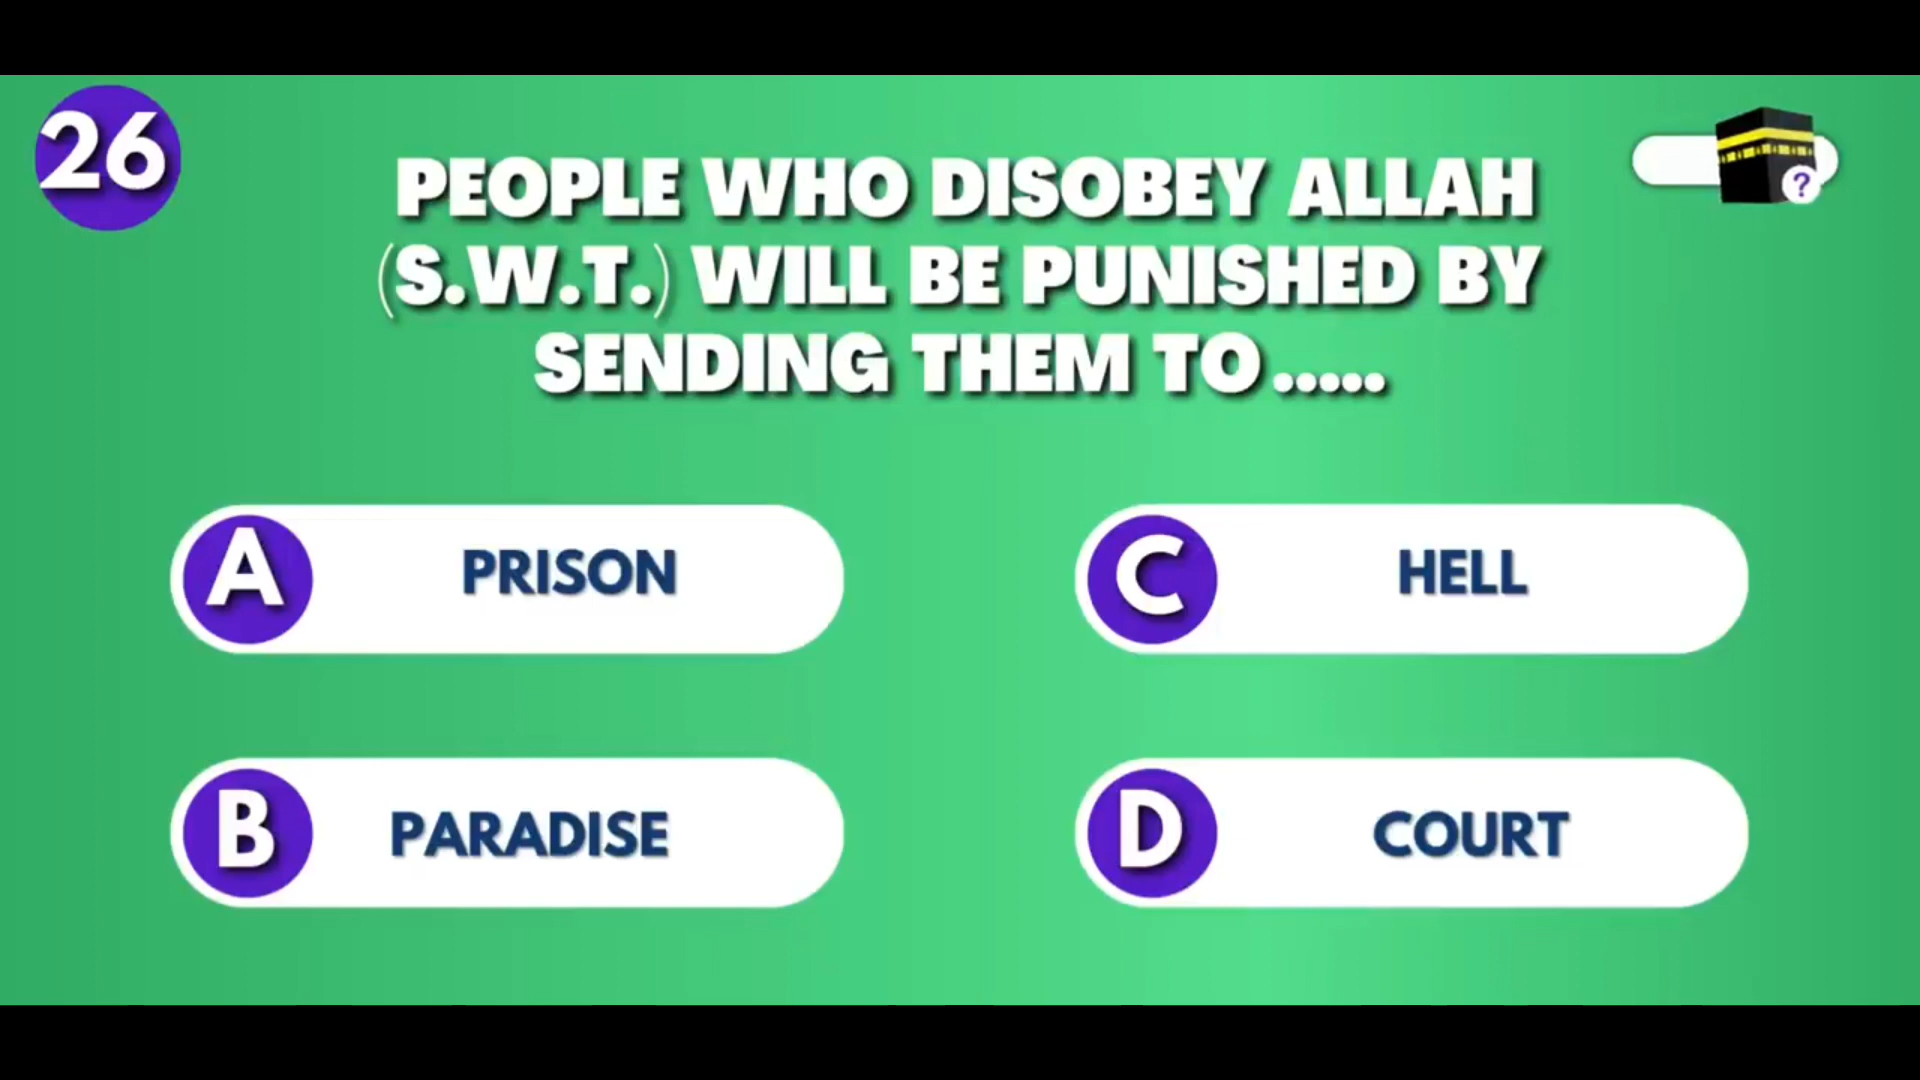 26
PEOPLE WHO DISOBEY ALLAH
(S.W.T.) WILL BE PUNISHED BY
SENDING THEM TO.....
?
A PRISON
C HELL
B PARADISE
D COURT